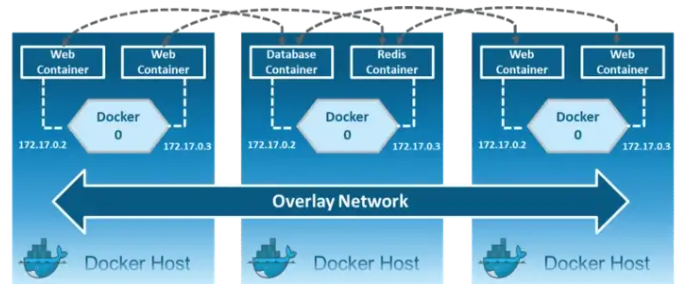 Web
Container
Web
Container
Docker
0
172.17.0.2
172.17.0.3
Docker Host
Database
Container
Redis
Container
Docker
0
172.17.0.2
172.17.0.3
Docker Host
Web
Container
Web
Container
Docker
0
172.17.0.2
172.17.0.3
Docker Host
Overlay Network